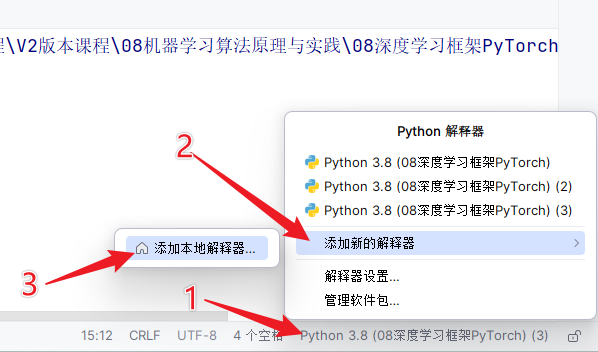 程\V2版本课程\08机器学习算法原理与实践\08深度学习框架PyTorch
Python 解释器
Python 3.8 (08深度学习框架PyTorch)
Python 3.8 (08深度学习框架PyTorch) (2)
Python 3.8 (08深度学习框架PyTorch) (3)
2
添加新的解释器
添加本地解释器...
解释器设置...
3
管理软件包...
1
15:12 CRLF UTF-8 4 个空格 Python 3.8 (08深度学习框架PyTorch) (3)